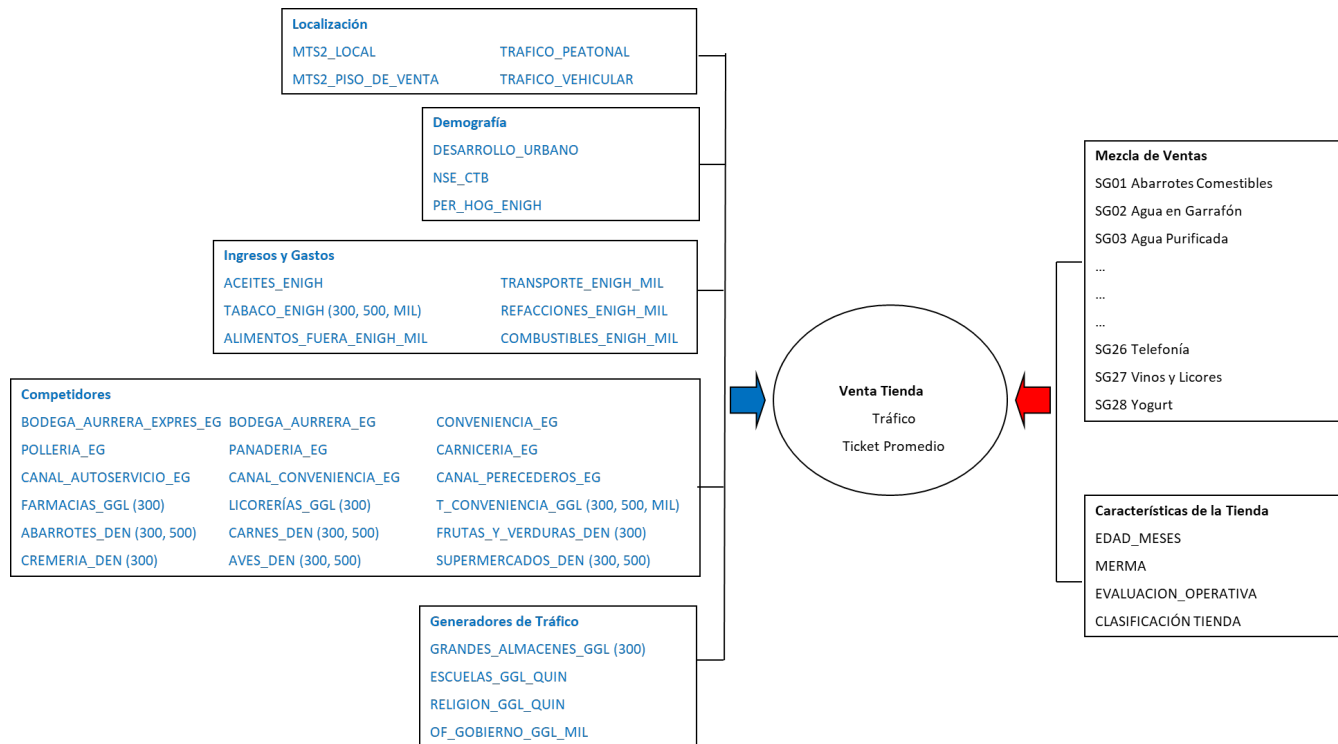 Localización
MTS2_LOCAL TRAFICO_PEATONAL
MTS2_PISO_DE_VENTA TRAFICO_VEHICULAR
Demografía
DESARROLLO_URBANO
NSE_CTB
PER_HOG_ENIGH
Ingresos y Gastos
ACEITES_ENIGH TRANSPORTE_ENIGH_MIL
TABACO_ENIGH (300, 500, MIL) REFACCIONES_ENIGH_MIL
ALIMENTOS_FUERA_ENIGH_MIL COMBUSTIBLES_ENIGH_MIL
Competidores
BODEGA_AURRERA_EXPRES_EG BODEGA_AURRERA_EG CONVENIENCIA_EG
POLLERIA_EG PANADERIA_EG CARNICERIA_EG
CANAL_AUTOSERVICIO_EG CANAL_CONVENIENCIA_EG CANAL_PERECEDEROS_EG
FARMACIAS_GGL (300) LICORERÍAS_GGL (300) T_CONVENIENCIA_GGL (300, 500, MIL)
ABARROTES_DEN (300, 500) CARNES_DEN (300, 500) FRUTAS_Y_VERDURAS_DEN (300)
CREMERIA_DEN (300) AVES_DEN (300, 500) SUPERMERCADOS_DEN (300, 500)
Generadores de Tráfico
GRANDES_ALMACENES_GGL (300)
ESCUELAS_GGL_QUIN
RELIGION_GGL_QUIN
OF_GOBIERNO_GGL_MIL
Venta Tienda
Tráfico
Ticket Promedio
Mezcla de Ventas
SG01 Abarrotes Comestibles
SG02 Agua en Garrafón
SG03 Agua Purificada
...
...
...
SG26 Telefonía
SG27 Vinos y Licores
SG28 Yogurt
Características de la Tienda
EDAD_MESES
MERMA
EVALUACION_OPERATIVA
CLASIFICACIÓN TIENDA